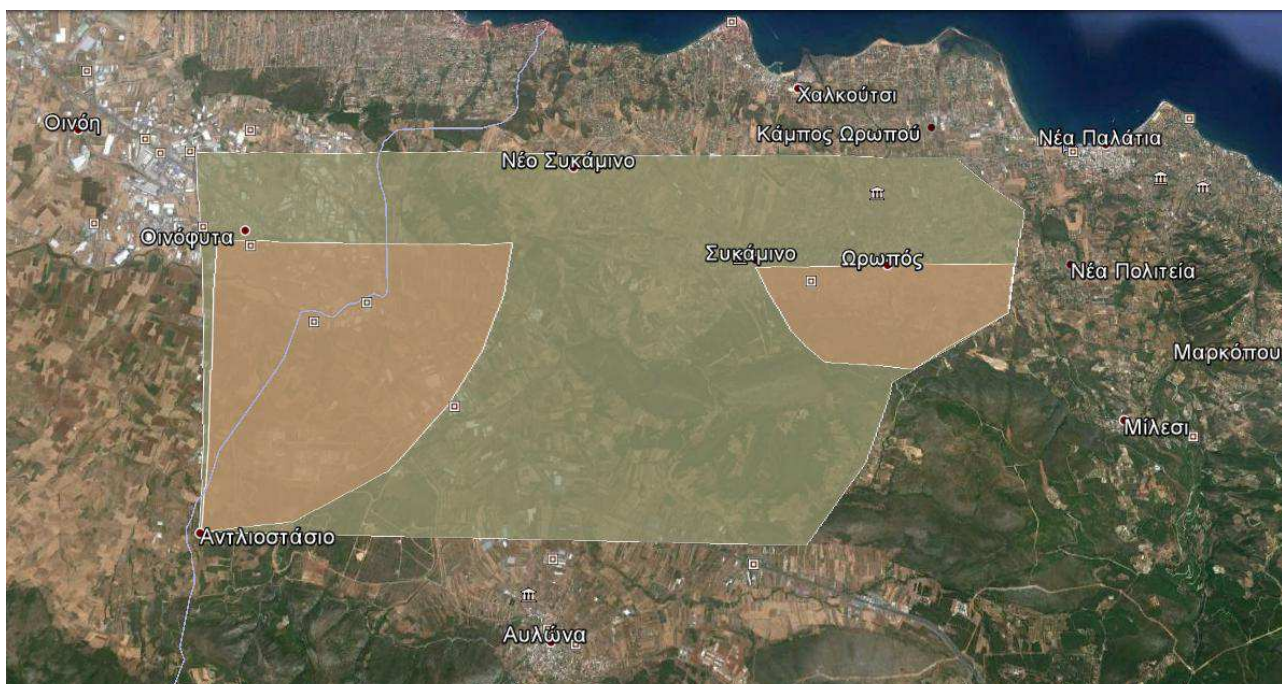 Χαλκούτσι
Οινόη
Κάμπος Ωρωπού
Νέα Παλάτια
Νέο Συκάμινο
Οινόφυτα
Συκάμινο
Ωρωπός
Νέα Πολιτεία
Μαρκόπου
Μίλεσι
Αντλιοστάσιο
Αυλώνα